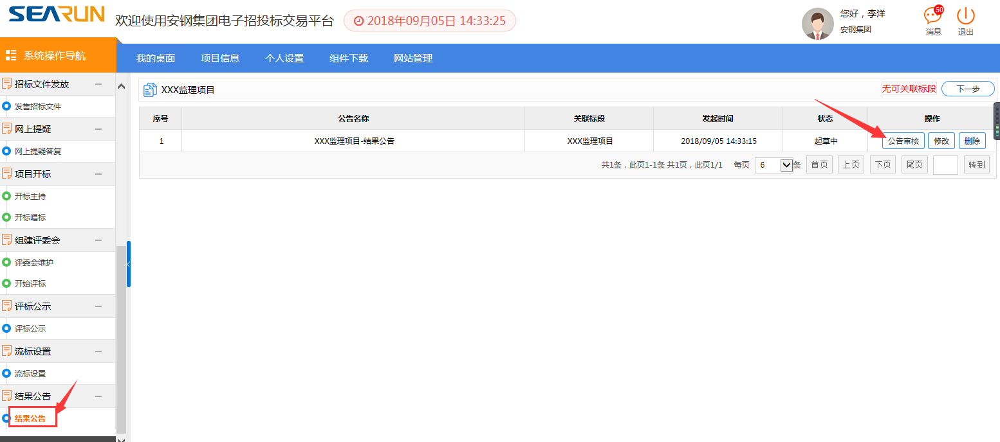 SEARUN
欢迎使用安钢集团电子招投标交易平台
2018年09月05日 14:33:25
您好，李洋
安钢集团
50
消息
退出
系统操作导航
我的桌面
项目信息
个人设置
组件下载
网站管理
招标文件发放
发售招标文件
网上提疑
网上提疑答复
项目开标
开标主持
开标唱标
组建评委会
评委会维护
开始评标
评标公示
评标公示
流标设置
流标设置
结果公告
结果公告
XXX监理项目
无可关联标段
下一步
序号 公告名称 关联标段 发起时间 状态 操作
1 XXX监理项目-结果公告 XXX监理项目 2018/09/05 14:33:15 起草中 公告审核 修改 删除
共1条，此页1-1条 共1页，此页1/1 每页 6 条 首页 上页 下页 尾页 转到